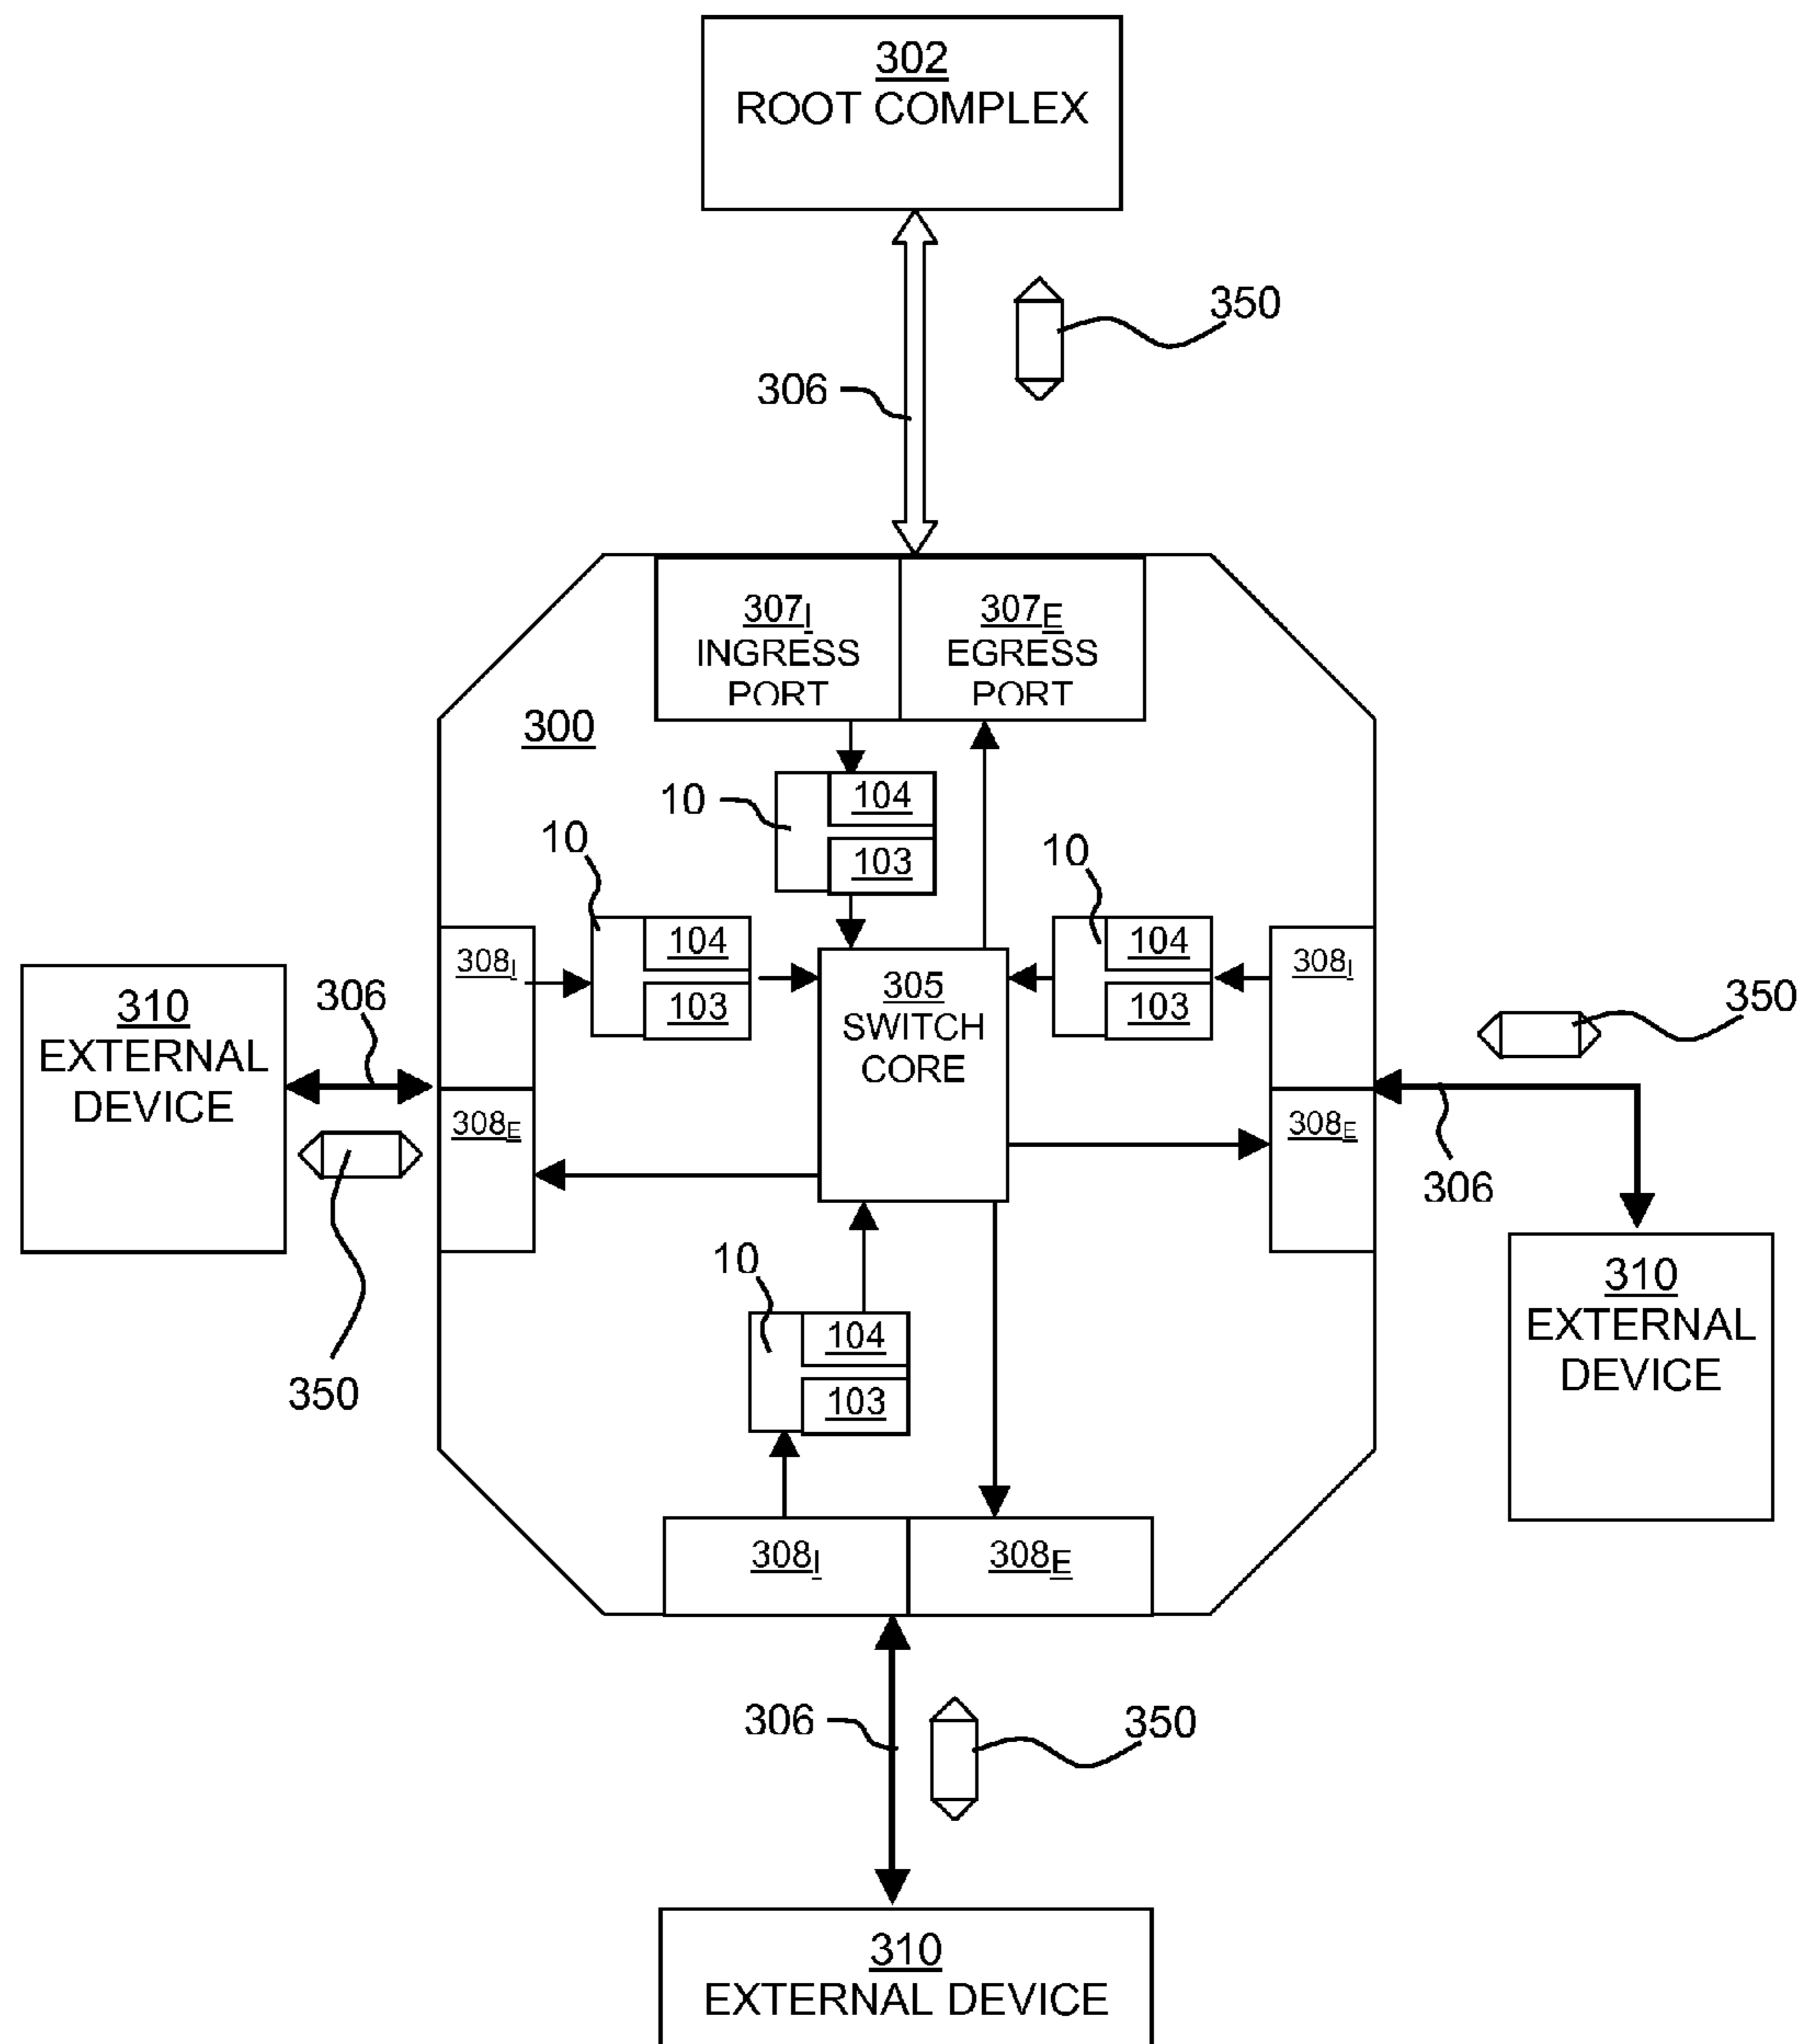 302
ROOT COMPLEX
350
306
307I 307E
INGRESS EGRESS
PORT PORT
300
10 104
103
10 10
104 104
103 103
308I 308I
305
SWITCH
CORE
310
EXTERNAL
DEVICE
306
350
308E 308E
306
350
10
104
103
310
EXTERNAL
DEVICE
308I 308E
306 350
310
EXTERNAL DEVICE